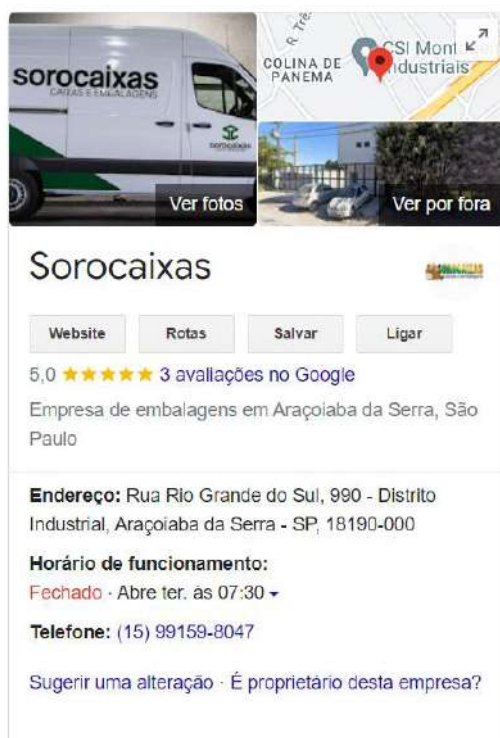 sorocaixas
CAIXAS E EMBALAGENS
sorocaixas
Ver fotos
R. Trê
COLINA DE
PANEMA
CSI Mont
ndustriais
Ver por fora
Sorocaixas
Website
Rotas
Salvar
Ligar
5,0 ★★★★★ 3 avaliações no Google
Empresa de embalagens em Araçoiaba da Serra, São
Paulo
Endereço: Rua Rio Grande do Sul, 990 - Distrito
Industrial, Araçoiaba da Serra - SP, 18190-000
Horário de funcionamento:
Fechado · Abre ter. às 07:30
Telefone: (15) 99159-8047
Sugerir uma alteração · É proprietário desta empresa?